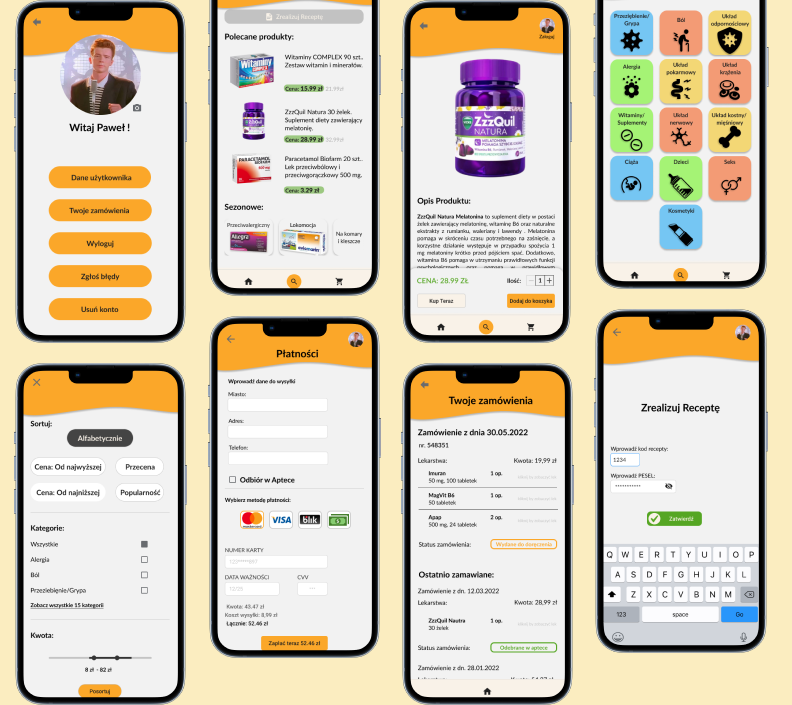 Witaj Paweł !
Dane użytkownika
Twoje zamówienia
Wyloguj
Zgłoś błędy
Usuń konto
Zrealizuj Receptę
Polecane produkty:
Witaminy COMPLEX 90 szt..
Zestaw witamin i minerałów.
Cena: 15.99 zł 21.99zł
ZzzQuil Natura 30 żelek.
Suplement diety zawierający
melatonię.
Cena: 28.99 zł 32.99zł
Paracetamol Biofarm 20 szt..
Lek przeciwbólowy i
przeciwgorączkowy 500 mg.
Cena: 3.29 zł
Sezonowe:
Przeciwalergiczny
Lokomocja
Na komary
i kleszcze
Witaminy
COMPLEX
PARACETAMOL
BIOFARM
Allegra
Zaloguj
ZzzQuil
NATURA
Opis Produktu:
ZzzQuil Natura Melatonina to suplement diety w postaci
żelek zawierający melatoninę, witaminę B6 oraz naturalne
ekstrakty z rumianku, waleriany i lawendy . Melatonina
pomaga w skróceniu czasu potrzebnego na zaśnięcie, a
korzystne działanie występuje w przypadku spożycia 1
mg melatoniny krótko przed pójściem spać. Dodatkowo,
witamina B6 pomaga w utrzymaniu prawidłowych funkcji
CENA: 28.99 ZŁ
Ilość: - 1 +
Kup Teraz
Dodaj do koszyka
Przeziębienie/
Grypa
Ból
Układ
odpornościowy
Alergia
Układ
pokarmowy
Układ
krążenia
Witaminy/
Suplementy
Układ
nerwowy
Układ kostny/
mięśniowy
Ciąża
Dzieci
Seks
Kosmetyki
Sortuj:
Alfabetycznie
Cena: Od najwyższej
Przecena
Cena: Od najniższej
Popularność
Kategorie:
Wszystkie
Alergia
Ból
Przeziębienie/Grypa
Zobacz wszystkie 15 kategorii
Kwota:
8 zł - 82 zł
Posortuj
Płatności
Wprowadź dane do wysyłki
Miasto:
Adres:
Telefon:
Odbiór w Aptece
Wybierz metodę płatności:
mastercard
VISA
blik
NUMER KARTY
DATA WAŻNOŚCI
CVV
Kwota: 43.47 zł
Koszt wysyłki: 8,99 zł
Łącznie: 52.46 zł
Zapłać teraz 52.46 zł
Twoje zamówienia
Zamówienie z dnia 30.05.2022
nr. 548351
Lekarstwa:
Kwota: 19,99 zł
Imuran
1 op.
50 mg, 100 tabletek
MagVit B6
1 op.
50 tabletek
Apap
2 op.
500 mg, 24 tabletek
Status zamówienia:
Wydane do doręczenia
Ostatnio zamawiane:
Zamówienie z dn. 12.03.2022
Lekarstwa:
Kwota: 28,99 zł
ZzzQuil Nautra
1 op.
30 żelek
Status zamówienia:
Odebrane w aptece
Zamówienie z dn. 28.01.2022
Zrealizuj Receptę
Wprowadź kod recepty:
1234
Wprowadź PESEL:
Zatwierdź
Q W E R T Y U I O P
A S D F G H J K L
Z X C V B N M
123
space
Go